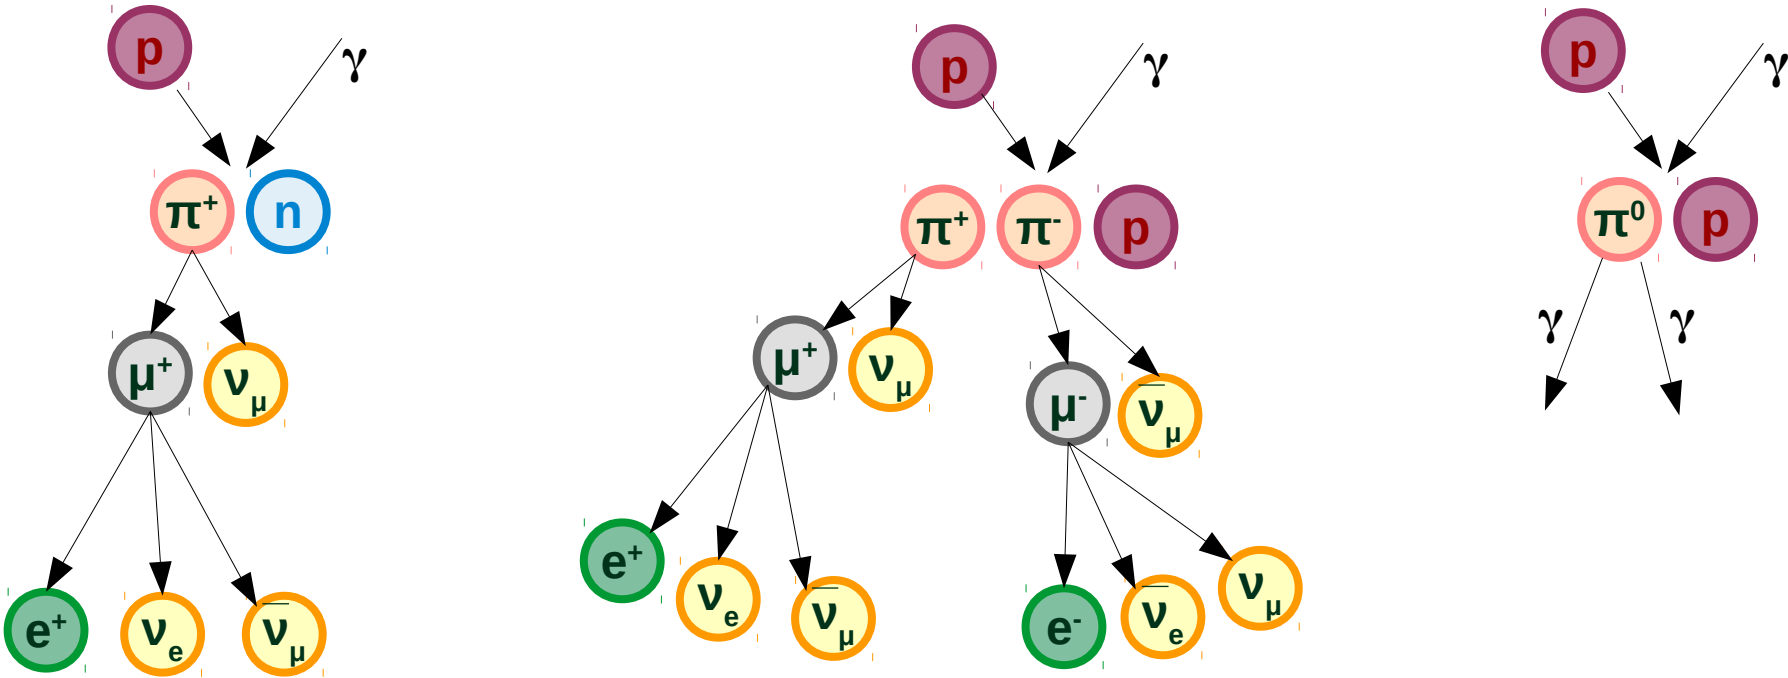 p γ
π⁺ n
μ⁺ ν_μ
e⁺ ν_e ν̅_μ
p γ
π⁺ π⁻ p
μ⁺ ν_μ μ⁻ ν̅_μ
e⁺ ν_e ν̅_μ e⁻ ν̅_e ν_μ
p γ
π⁰ p
γ γ